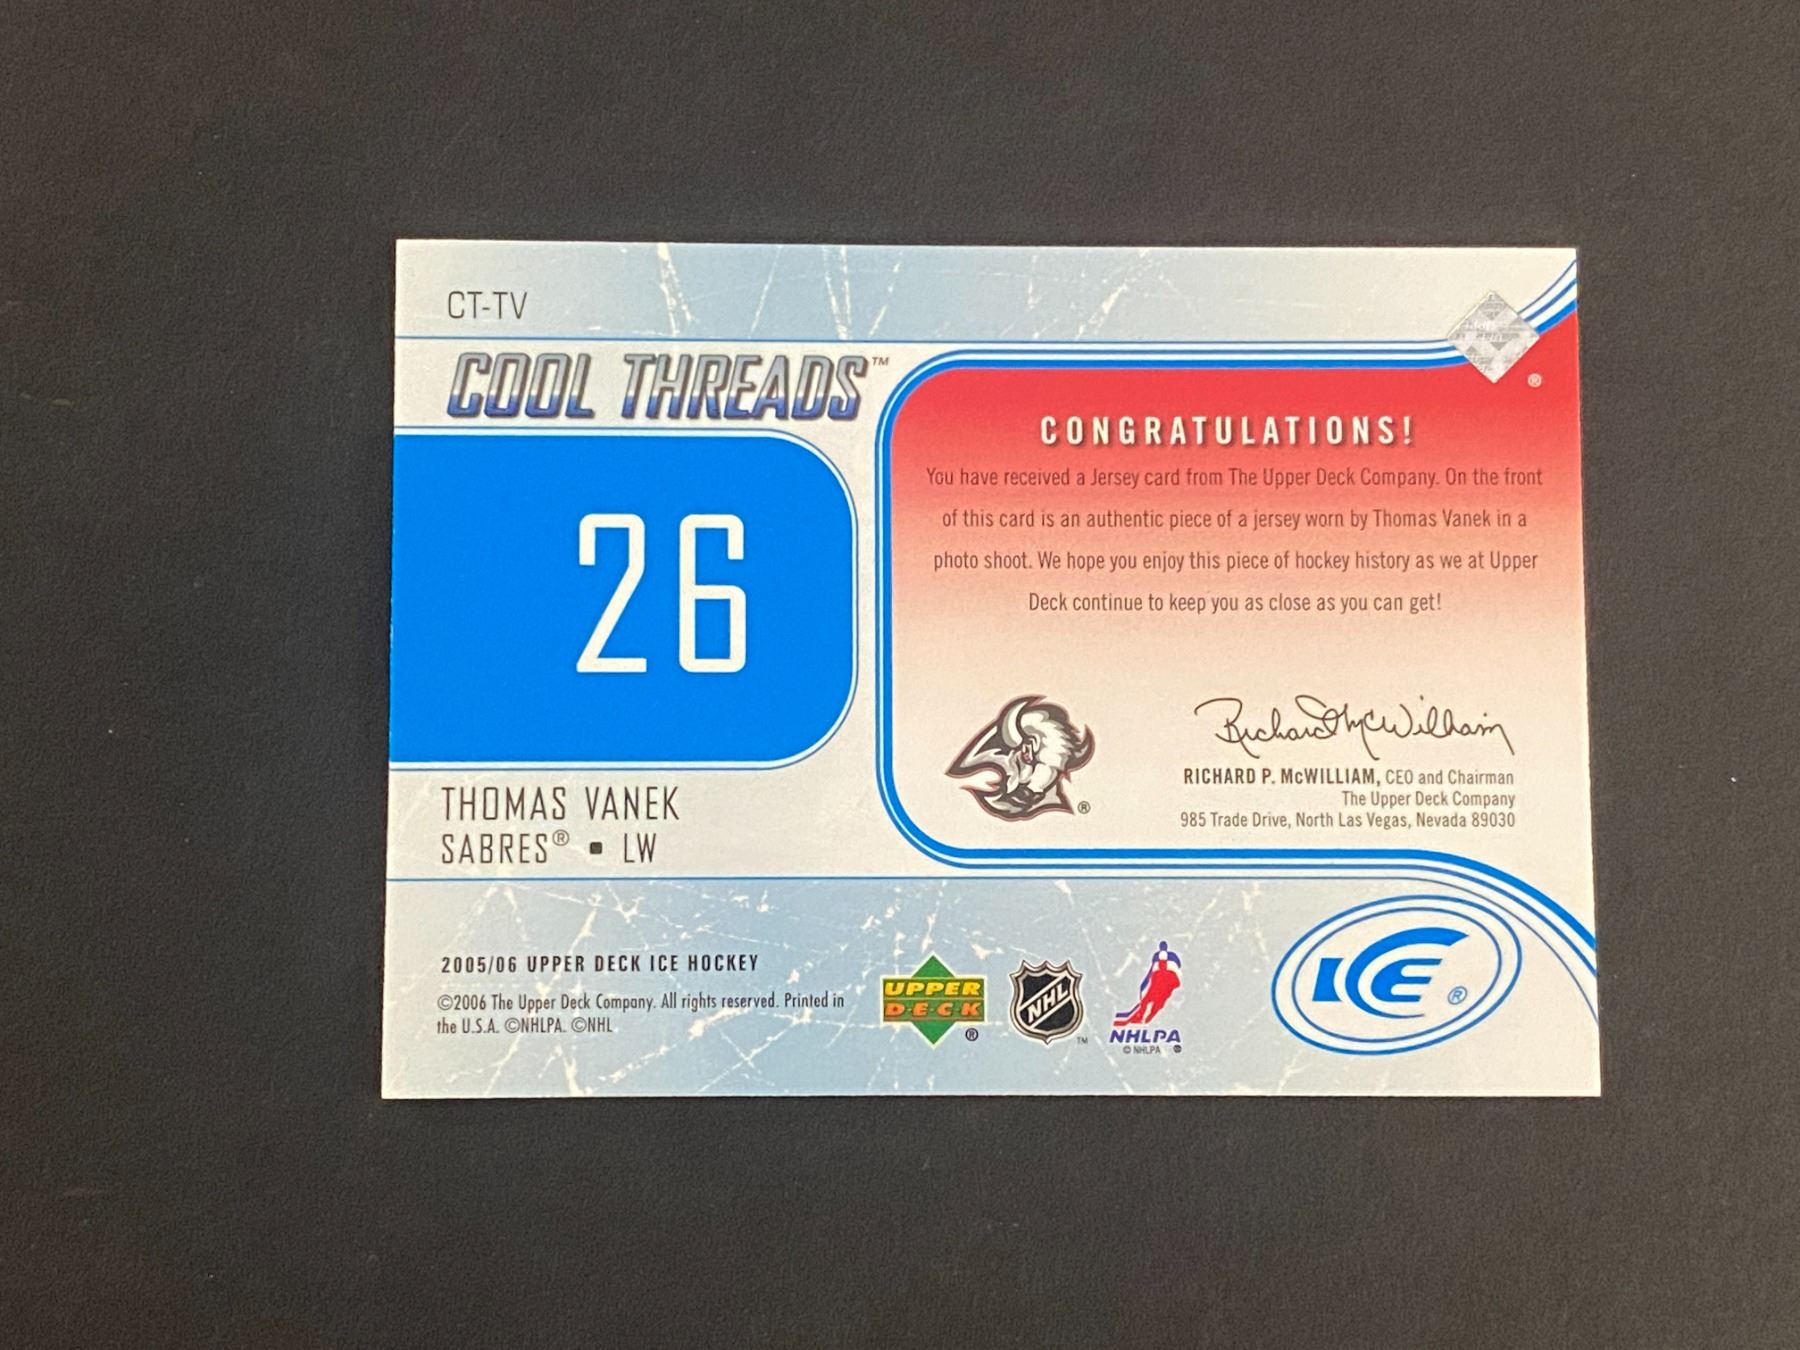 CT-TV
COOL THREADS™
26
THOMAS VANEK
SABRES® ▪ LW
®
CONGRATULATIONS!
You have received a Jersey card from The Upper Deck Company. On the front
of this card is an authentic piece of a jersey worn by Thomas Vanek in a
photo shoot. We hope you enjoy this piece of hockey history as we at Upper
Deck continue to keep you as close as you can get!
®
Richard McWilliam
RICHARD P. McWILLIAM, CEO and Chairman
The Upper Deck Company
985 Trade Drive, North Las Vegas, Nevada 89030
2005/06 UPPER DECK ICE HOCKEY
©2006 The Upper Deck Company. All rights reserved. Printed in
the U.S.A. ©NHLPA. ©NHL
UPPER
D·E·C·K
®
NHL
™
NHLPA
© NHLPA
ICE ®